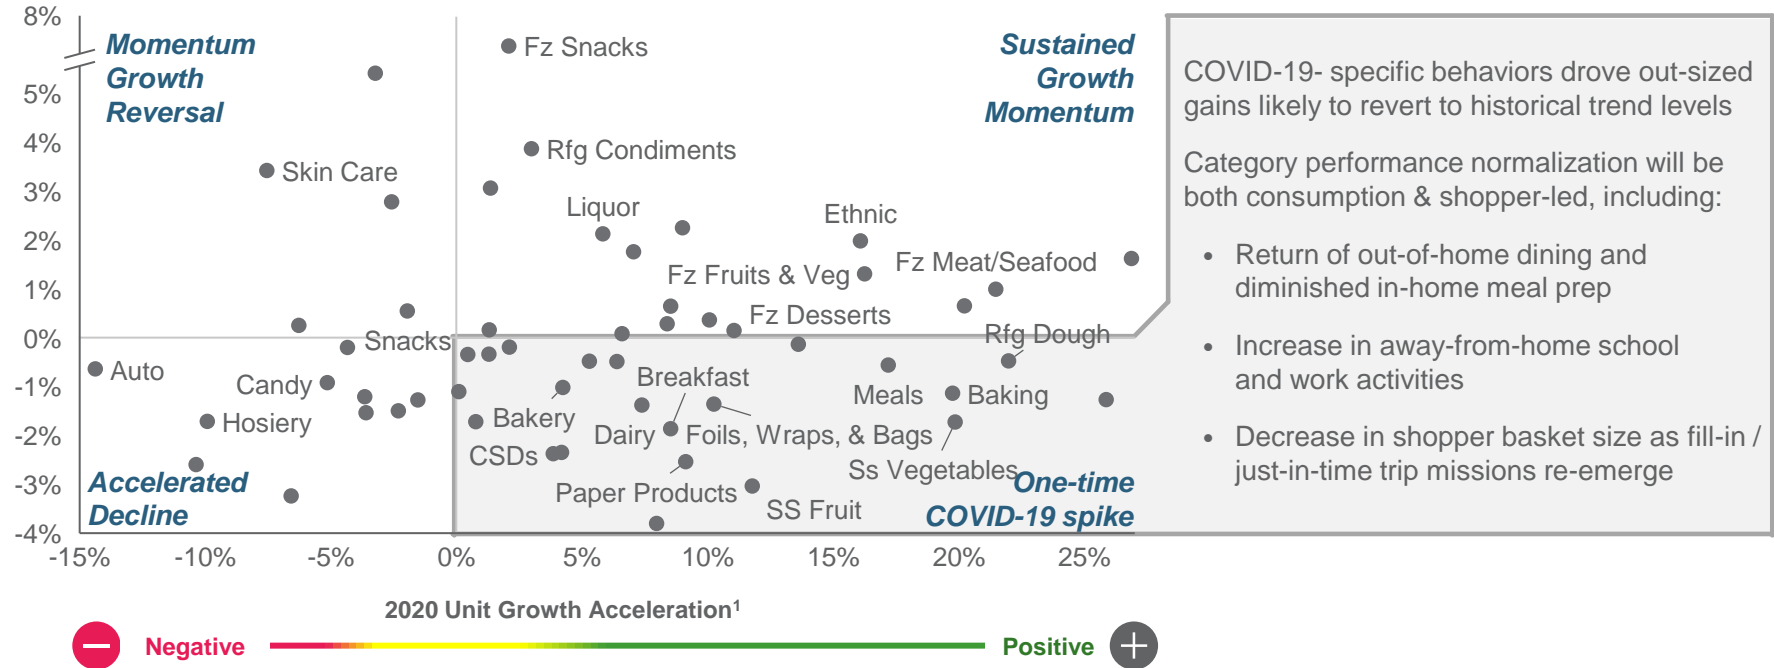 8%
5%
4%
3%
2%
1%
0%
-1%
-2%
-3%
-4%
-15%
-10%
-5%
0%
5%
10%
15%
20%
25%
Momentum
Growth
Reversal
Sustained
Growth
Momentum
Accelerated
Decline
One-time
COVID-19 spike
Fz Snacks
Rfg Condiments
Skin Care
Liquor
Ethnic
Fz Fruits & Veg
Fz Meat/Seafood
Fz Desserts
Snacks
Rfg Dough
Auto
Candy
Breakfast
Meals
Baking
Hosiery
Bakery
Dairy
Foils, Wraps, & Bags
CSDs
Ss Vegetables
Paper Products
SS Fruit
2020 Unit Growth Acceleration1
Negative
Positive
COVID-19- specific behaviors drove out-sized
gains likely to revert to historical trend levels
Category performance normalization will be
both consumption & shopper-led, including:
• Return of out-of-home dining and
diminished in-home meal prep
• Increase in away-from-home school
and work activities
• Decrease in shopper basket size as fill-in /
just-in-time trip missions re-emerge